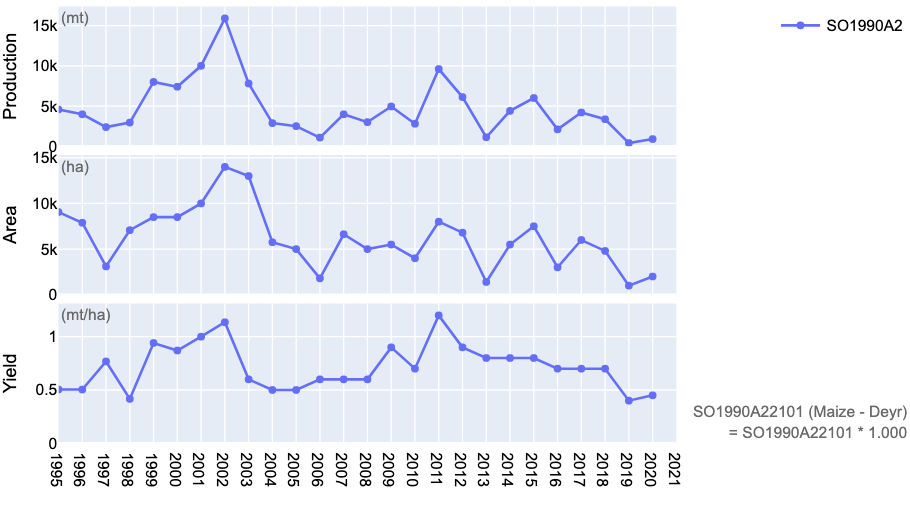 Production
(mt)
15k
10k
5k
0
SO1990A2
Area
(ha)
15k
10k
5k
0
Yield
(mt/ha)
1
0.5
0
1995
1996
1997
1998
1999
2000
2001
2002
2003
2004
2005
2006
2007
2008
2009
2010
2011
2012
2013
2014
2015
2016
2017
2018
2019
2020
2021
SO1990A22101 (Maize - Deyr)
= SO1990A22101 * 1.000